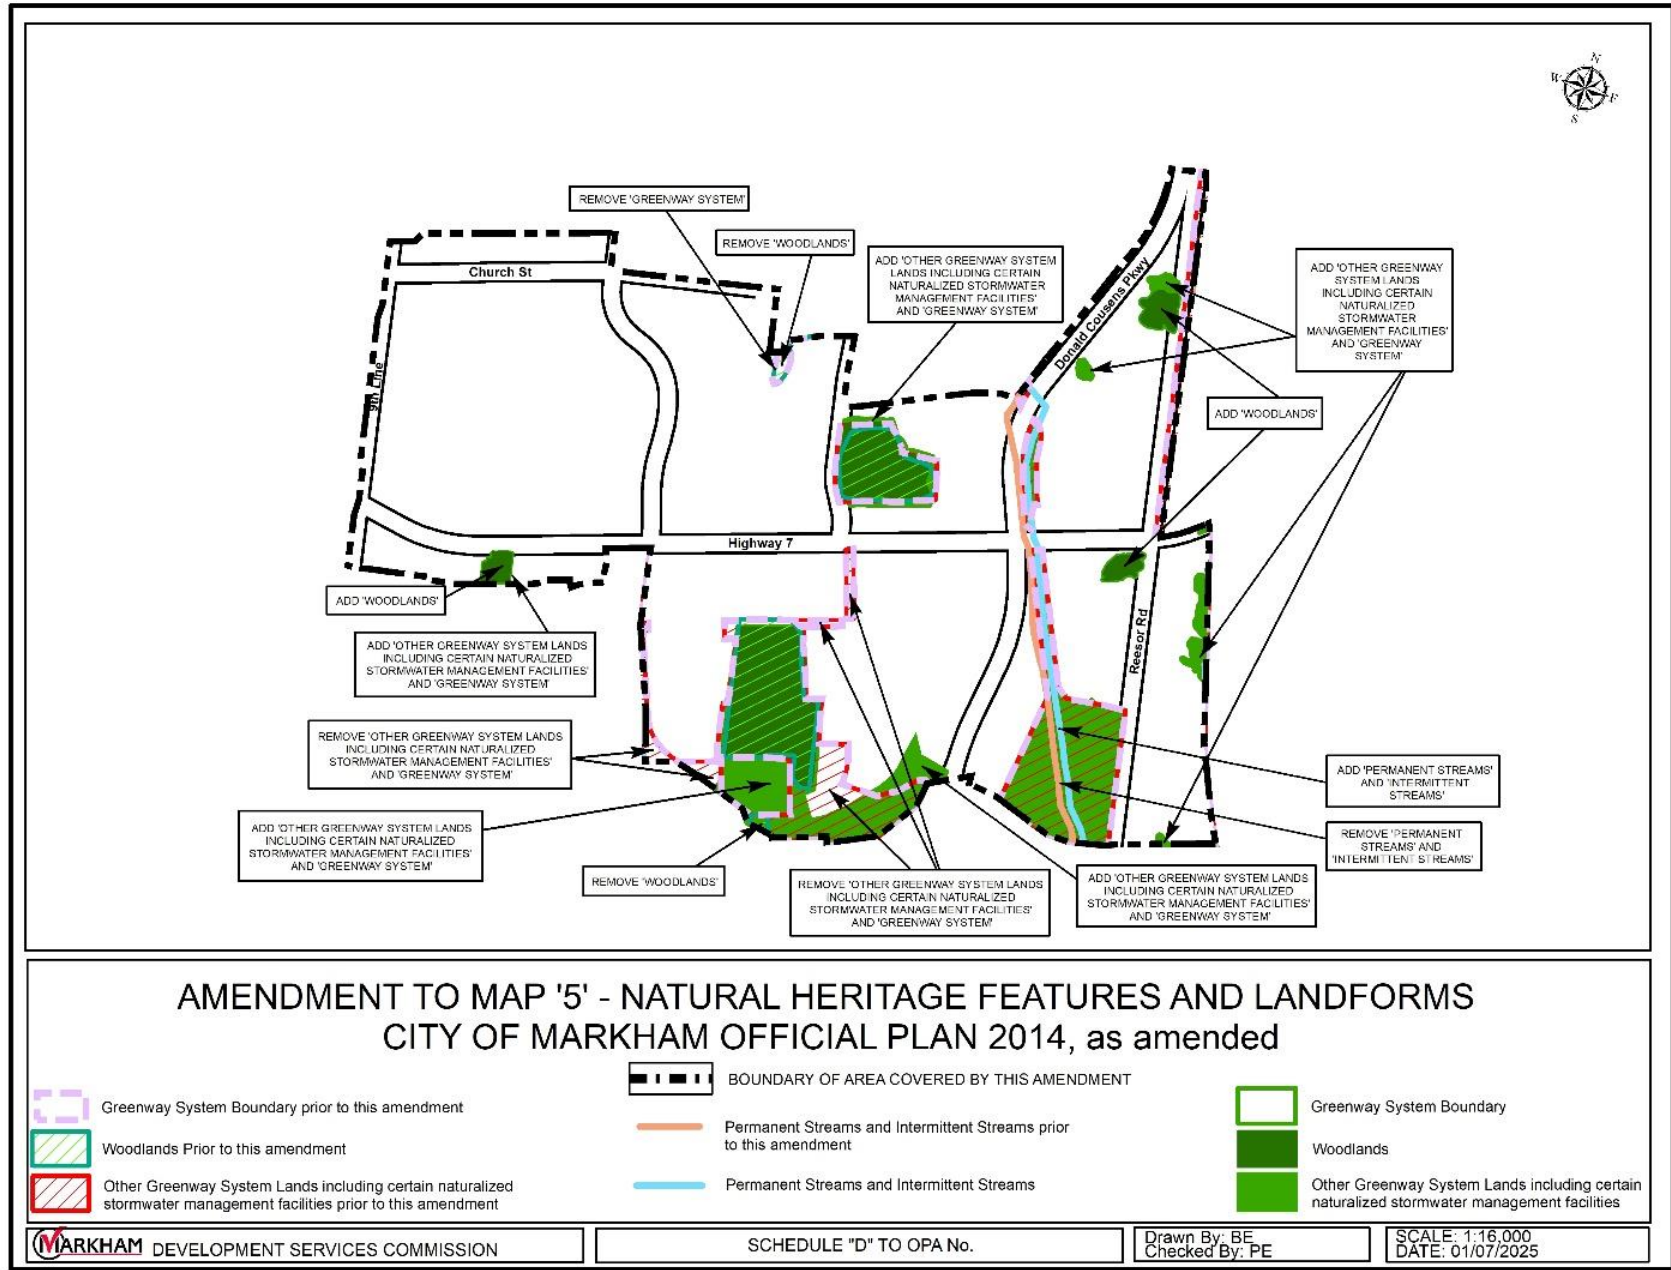 N
W
E
S
REMOVE 'GREENWAY SYSTEM'
REMOVE 'WOODLANDS'
ADD 'OTHER GREENWAY SYSTEM
LANDS INCLUDING CERTAIN
NATURALIZED STORMWATER
MANAGEMENT FACILITIES'
AND 'GREENWAY SYSTEM'
ADD 'OTHER GREENWAY
SYSTEM LANDS
INCLUDING CERTAIN
NATURALIZED
STORMWATER
MANAGEMENT FACILITIES'
AND 'GREENWAY
SYSTEM'
Church St
Donald Cousens Pkwy
9th Line
ADD 'WOODLANDS'
Highway 7
ADD 'WOODLANDS'
Reesor Rd
ADD 'OTHER GREENWAY SYSTEM LANDS
INCLUDING CERTAIN NATURALIZED
STORMWATER MANAGEMENT FACILITIES'
AND 'GREENWAY SYSTEM'
REMOVE 'OTHER GREENWAY SYSTEM LANDS
INCLUDING CERTAIN NATURALIZED
STORMWATER MANAGEMENT FACILITIES'
AND 'GREENWAY SYSTEM'
ADD 'PERMANENT STREAMS'
AND 'INTERMITTENT
STREAMS'
ADD 'OTHER GREENWAY SYSTEM LANDS
INCLUDING CERTAIN NATURALIZED
STORMWATER MANAGEMENT FACILITIES'
AND 'GREENWAY SYSTEM'
REMOVE 'PERMANENT
STREAMS' AND
'INTERMITTENT STREAMS'
REMOVE 'WOODLANDS'
REMOVE 'OTHER GREENWAY SYSTEM LANDS
INCLUDING CERTAIN NATURALIZED
STORMWATER MANAGEMENT FACILITIES'
AND 'GREENWAY SYSTEM'
ADD 'OTHER GREENWAY SYSTEM LANDS
INCLUDING CERTAIN NATURALIZED
STORMWATER MANAGEMENT FACILITIES'
AND 'GREENWAY SYSTEM'
AMENDMENT TO MAP '5' - NATURAL HERITAGE FEATURES AND LANDFORMS
CITY OF MARKHAM OFFICIAL PLAN 2014, as amended
BOUNDARY OF AREA COVERED BY THIS AMENDMENT
Greenway System Boundary prior to this amendment
Woodlands Prior to this amendment
Other Greenway System Lands including certain naturalized
stormwater management facilities prior to this amendment
Permanent Streams and Intermittent Streams prior
to this amendment
Permanent Streams and Intermittent Streams
Greenway System Boundary
Woodlands
Other Greenway System Lands including certain
naturalized stormwater management facilities
MARKHAM DEVELOPMENT SERVICES COMMISSION
SCHEDULE "D" TO OPA No.
Drawn By: BE
Checked By: PE
SCALE: 1:16,000
DATE: 01/07/2025